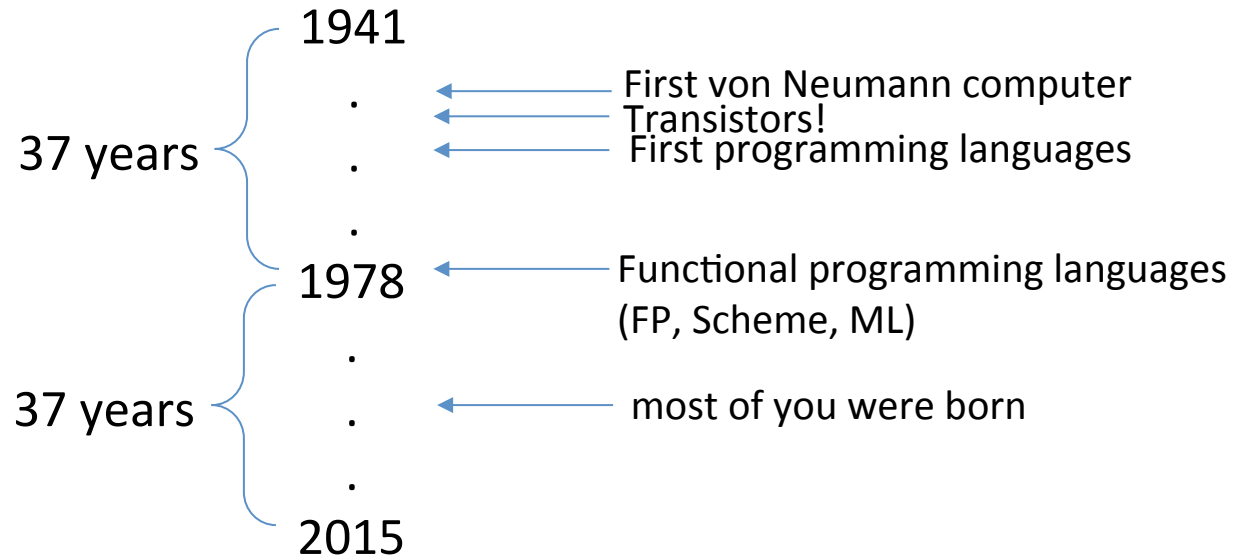 1941
. First von Neumann computer
Transistors!
37 years . First programming languages
.
1978 Functional programming languages
(FP, Scheme, ML)
.
37 years . most of you were born
.
2015